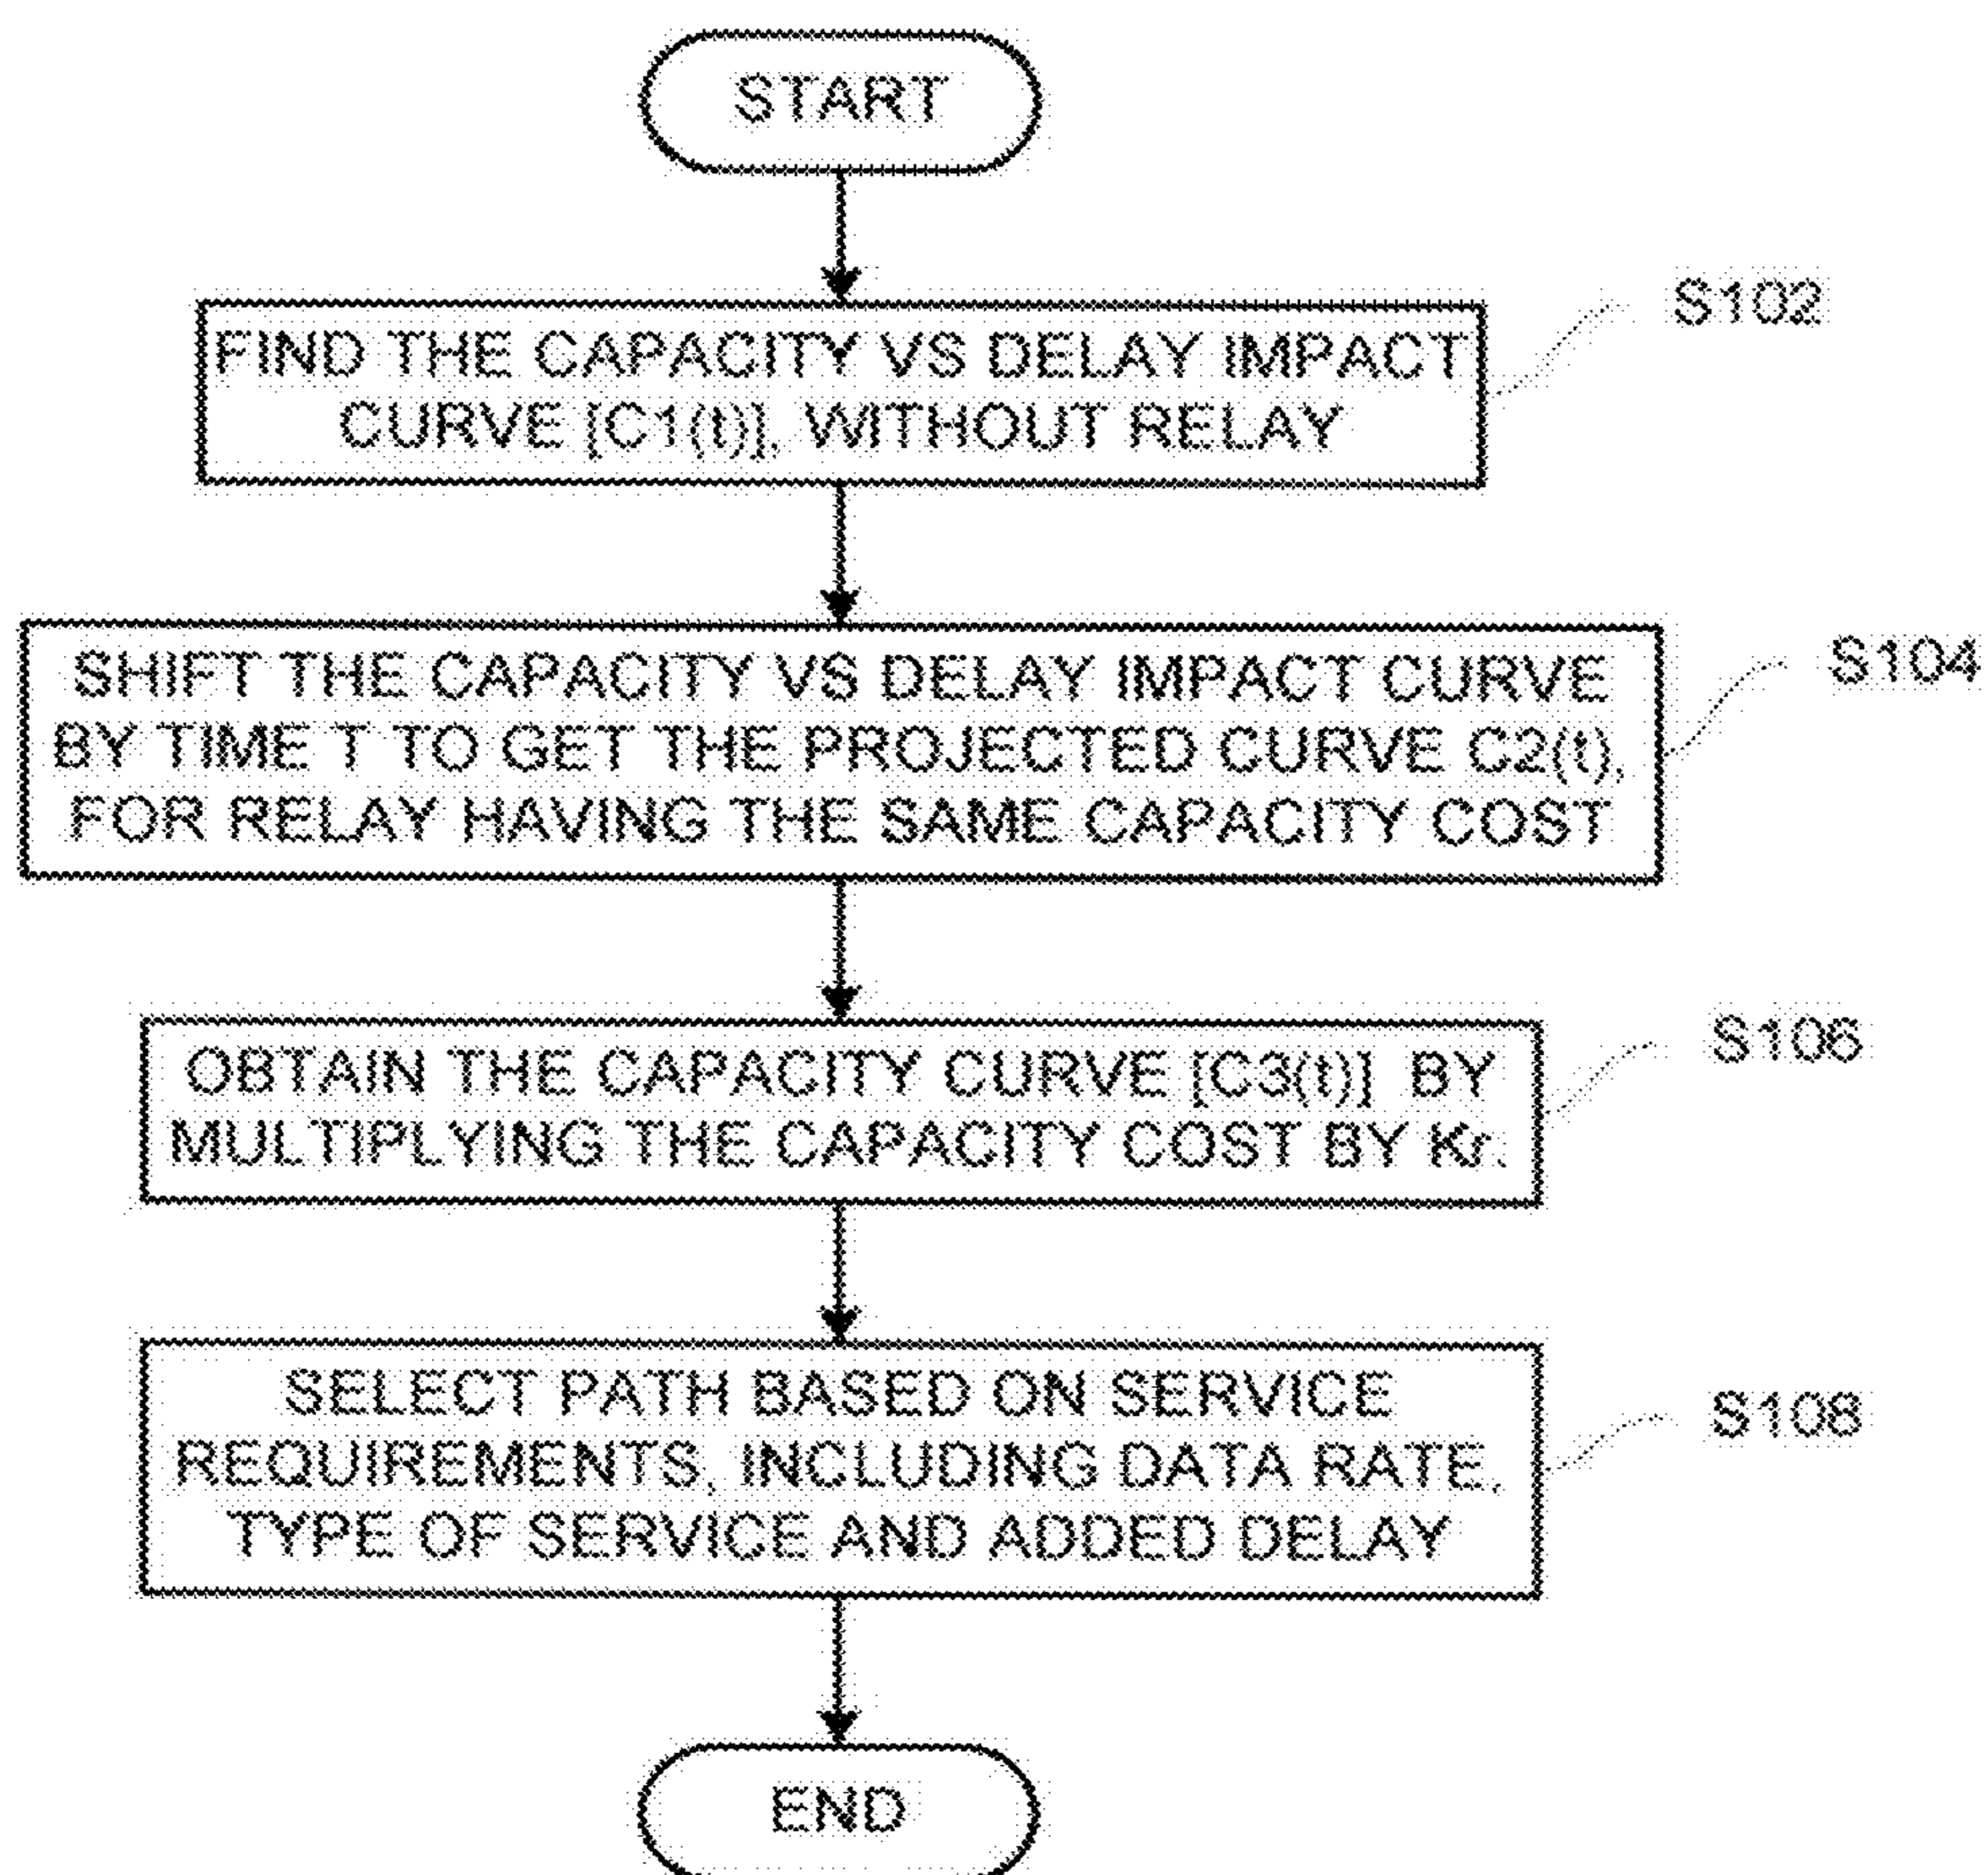 START
FIND THE CAPACITY VS DELAY IMPACT
CURVE [C1(t)], WITHOUT RELAY
S102
SHIFT THE CAPACITY VS DELAY IMPACT CURVE
BY TIME T TO GET THE PROJECTED CURVE C2(t),
FOR RELAY HAVING THE SAME CAPACITY COST
S104
OBTAIN THE CAPACITY CURVE [C3(t)] BY
MULTIPLYING THE CAPACITY COST BY Kr.
S106
SELECT PATH BASED ON SERVICE
REQUIREMENTS, INCLUDING DATA RATE,
TYPE OF SERVICE AND ADDED DELAY
S108
END